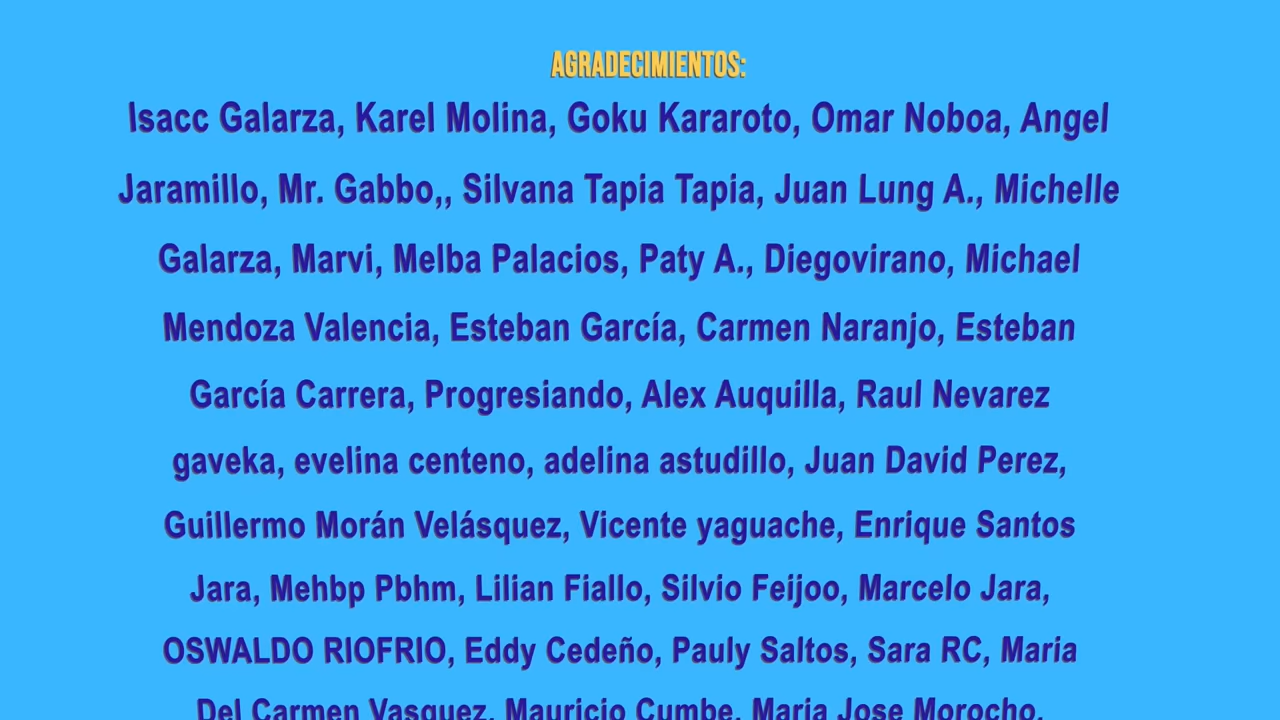 AGRADECIMIENTOS:
Isacc Galarza, Karel Molina, Goku Kararoto, Omar Noboa, Angel
Jaramillo, Mr. Gabbo,, Silvana Tapia Tapia, Juan Lung A., Michelle
Galarza, Marvi, Melba Palacios, Paty A., Diegovirano, Michael
Mendoza Valencia, Esteban García, Carmen Naranjo, Esteban
García Carrera, Progresiando, Alex Auquilla, Raul Nevarez
gaveka, evelina centeno, adelina astudillo, Juan David Perez,
Guillermo Morán Velásquez, Vicente yaguache, Enrique Santos
Jara, Mehbp Pbhm, Lilian Fiallo, Silvio Feijoo, Marcelo Jara,
OSWALDO RIOFRIO, Eddy Cedeño, Pauly Saltos, Sara RC, Maria
Del Carmen Vasquez, Mauricio Cumbe, Maria Jose Morocho,